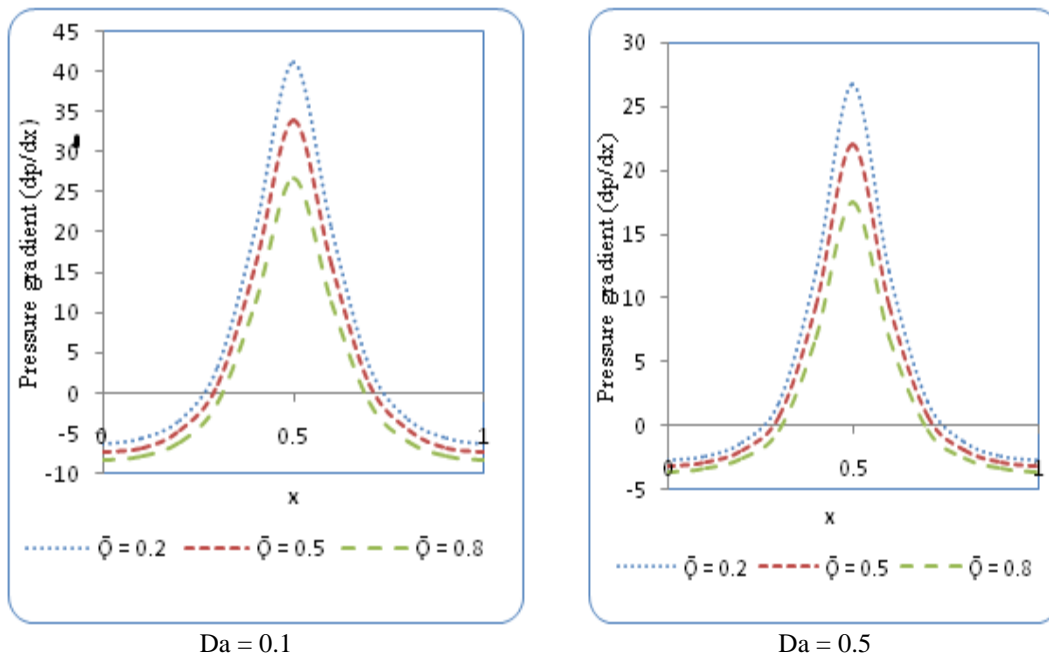 45
40
35
30
25
20
15
10
5
0
-5
-10
Pressure gradient (dp/dx)
0 0.5 1
x
Q̄ = 0.2 Q̄ = 0.5 Q̄ = 0.8
Da = 0.1
30
25
20
15
10
5
0
-5
Pressure gradient (dp/dx)
0 0.5 1
x
Q̄ = 0.2 Q̄ = 0.5 Q̄ = 0.8
Da = 0.5